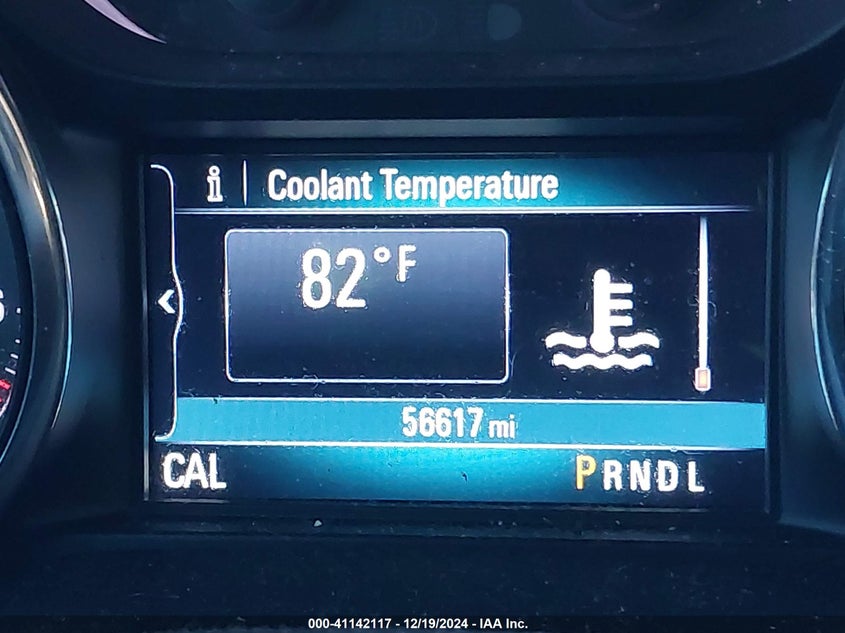 i Coolant Temperature
82°F
<
56617 mi
CAL PRNDL
000-41142117 - 12/19/2024 - IAA Inc.